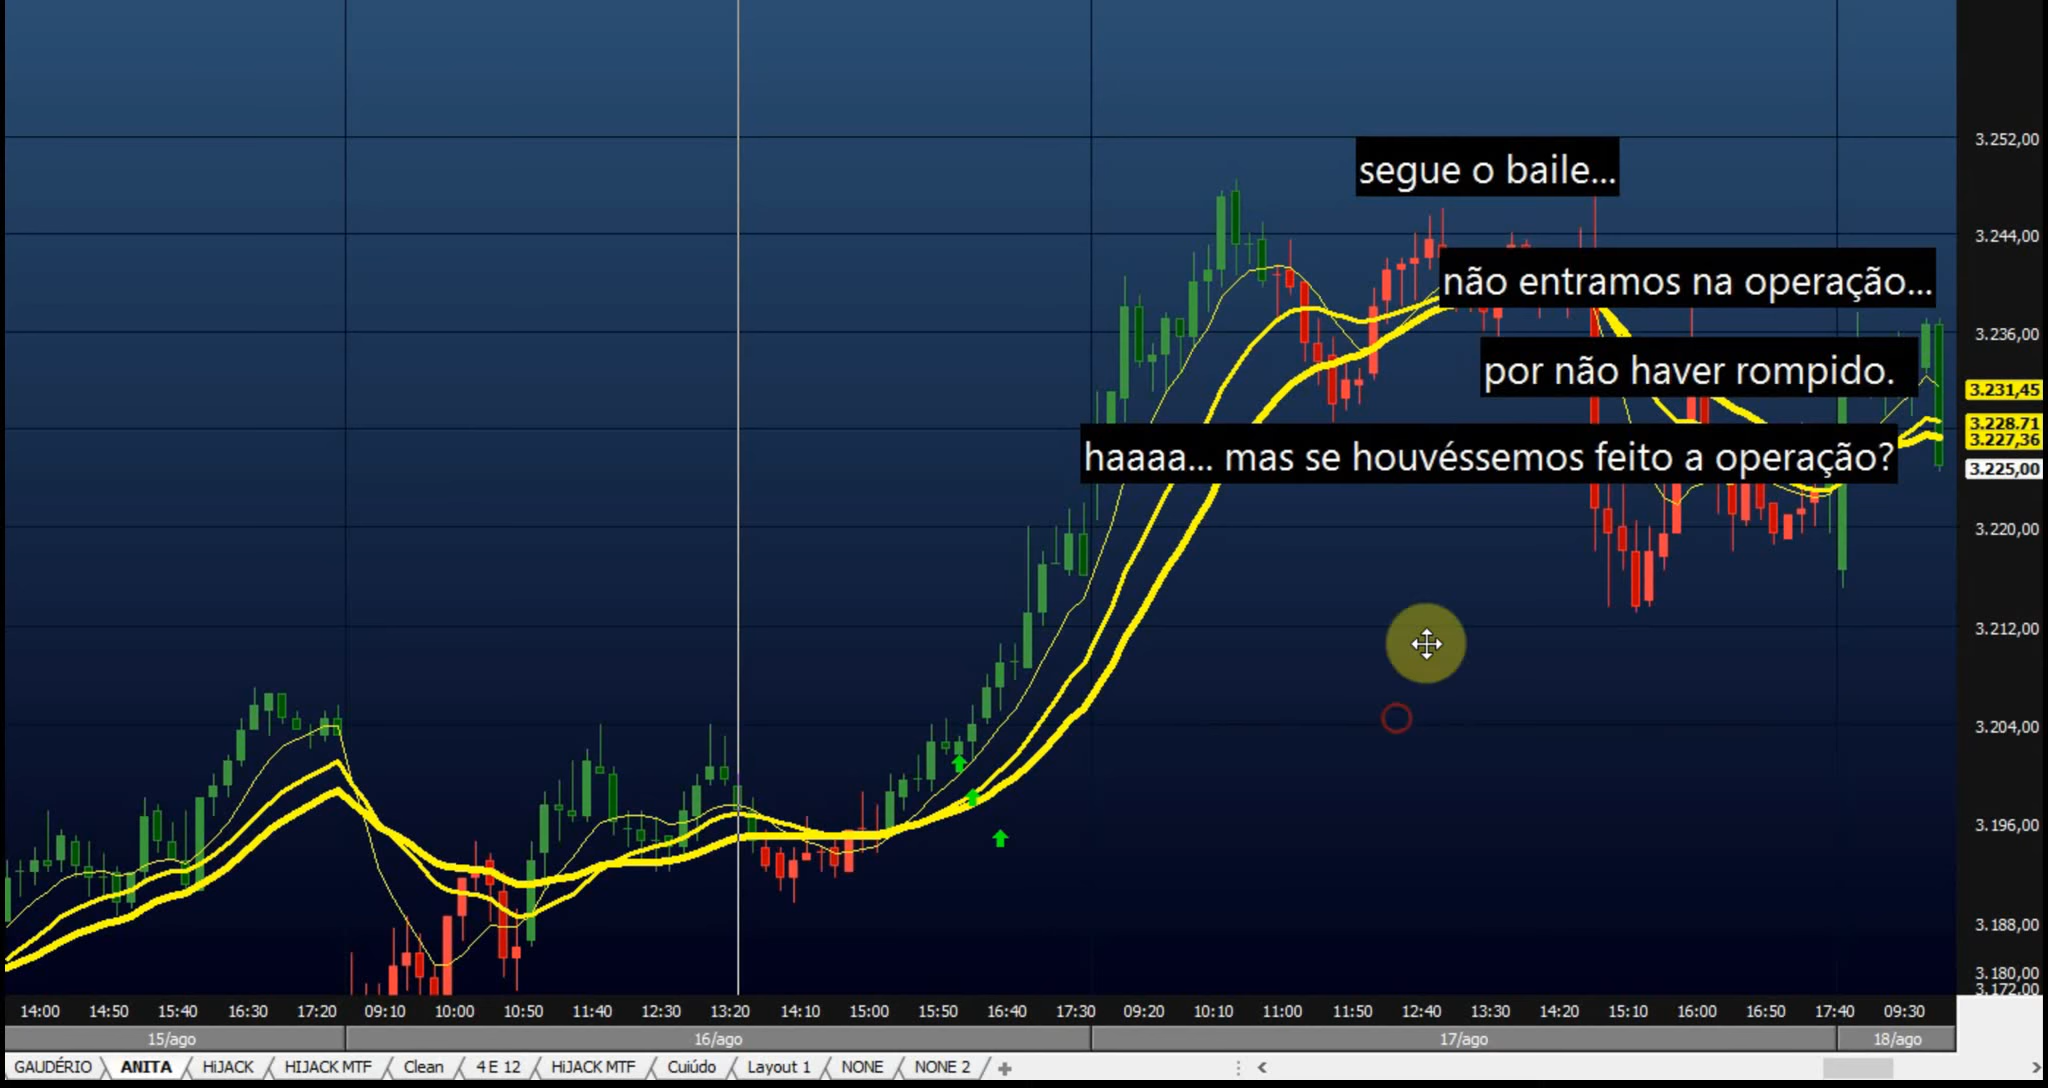 segue o baile...
não entramos na operação...
por não haver rompido.
haaaa... mas se houvéssemos feito a operação?
3.252,00
3.244,00
3.236,00
3.231,45
3.228,71
3.227,36
3.225,00
3.220,00
3.212,00
3.204,00
3.196,00
3.188,00
3.180,00
3.172,00
14:00 14:50 15:40 16:30 17:20 09:10 10:00 10:50 11:40 12:30 13:20 14:10 15:00 15:50 16:40 17:30 09:20 10:10 11:00 11:50 12:40 13:30 14:20 15:10 16:00 16:50 17:40 09:30
15/ago 16/ago 17/ago 18/ago
GAUDÉRIO ANITA HiJACK HIJACK MTF Clean 4 E 12 HiJACK MTF Cuiúdo Layout 1 NONE NONE 2